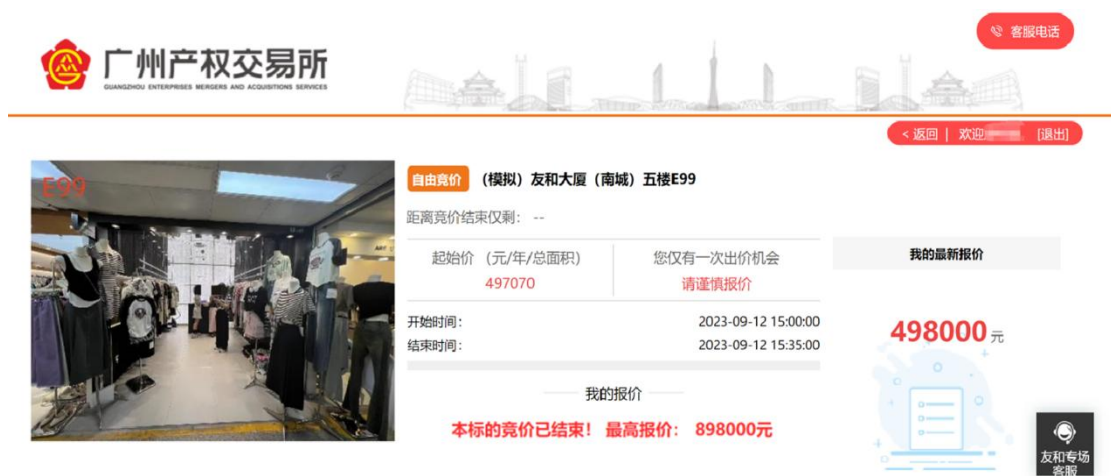 客服电话
广州产权交易所
GUANGZHOU ENTERPRISES MERGERS AND ACQUISITIONS SERVICES
< 返回 | 欢迎 [退出]
E99
自由竞价 （模拟）友和大厦（南城）五楼E99
距离竞价结束仅剩： --
起始价 （元/年/总面积） 您仅有一次出价机会
497070 请谨慎报价
我的最新报价
开始时间： 2023-09-12 15:00:00
结束时间： 2023-09-12 15:35:00
498000 元
我的报价
本标的竞价已结束！ 最高报价： 898000元
友和专场
客服